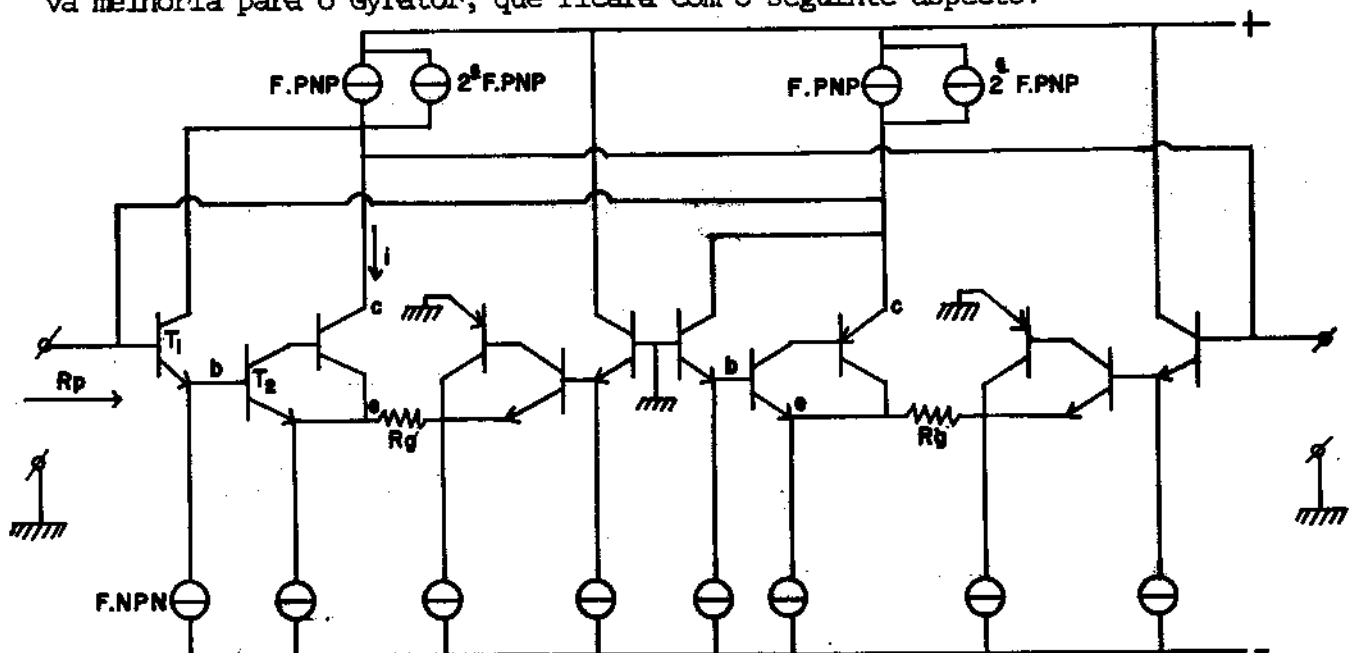 va melhoria para o Gyrator, que ficará com o seguinte aspecto:
+
F.PNP 2ª F.PNP F.PNP 2ª F.PNP
i
c c
T1
b b
Rp T2
e e
Rg Rg
F.NPN
-